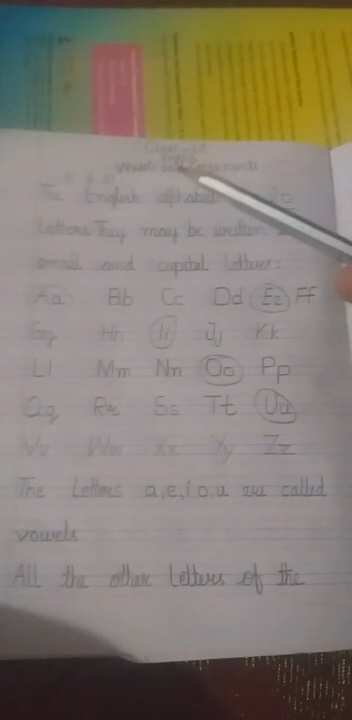 Vowels and Consonants
The English alphabet 26
Letters They may be written
small and capital letters:
Aa Bb Cc Dd Ee Ff
Gg Hh Ii Jj Kk
Ll Mm Nn Oo Pp
Qq Rr Ss Tt Uu
Vv Ww Xx Yy Zz
The Letters a,e,i,o,u are called
vowels
All the other Letters of the